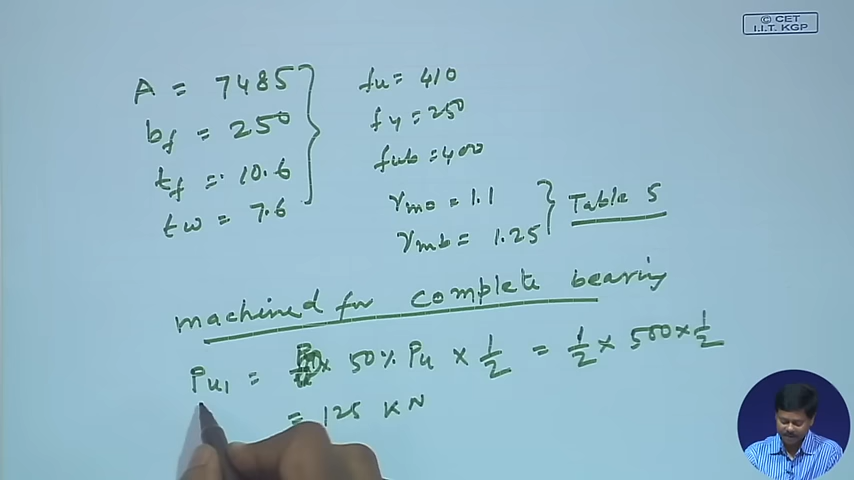 © CET
I.I.T. KGP
A = 7485
bf = 250
tf = 10.6
tw = 7.6
fu = 410
fy = 250
fub = 400
γmo = 1.1
γmb = 1.25
Table 5
machined for complete bearing
Pu1 = × 50% Pu × 1/2 = 1/2 × 500 × 1/2
= 125 KN